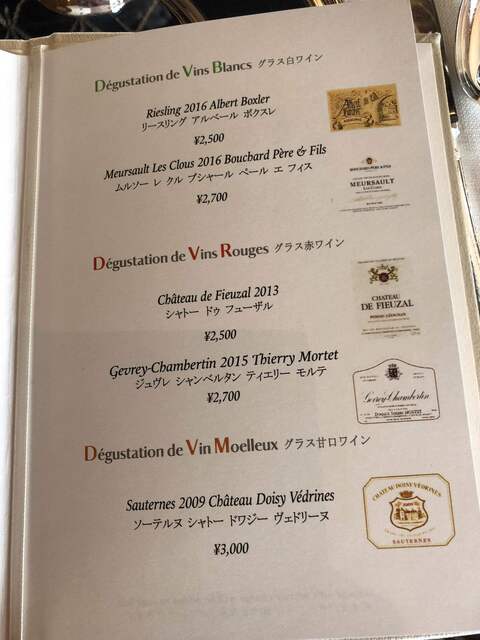 Dégustation de Vins Blancs グラス白ワイン
Riesling 2016 Albert Boxler
リースリング アルベール ボクスレ
¥2,500
Meursault Les Clous 2016 Bouchard Père & Fils
ムルソー レ クル ブシャール ペール エ フィス
¥2,700
BOUCHARD PERE & FILS
MEURSAULT
LES CLOUS
Dégustation de Vins Rouges グラス赤ワイン
Château de Fieuzal 2013
シャトー ドゥ フューザル
¥2,500
CHATEAU
DE FIEUZAL
PESSAC-LÉOGNAN
Gevrey-Chambertin 2015 Thierry Mortet
ジュヴレ シャンベルタン ティエリー モルテ
¥2,700
Gevrey-Chambertin
Dégustation de Vin Moelleux グラス甘口ワイン
Sauternes 2009 Château Doisy Védrines
ソーテルヌ シャトー ドワジー ヴェドリーヌ
¥3,000
CHATEAU DOISY-VÉDRINES
SAUTERNES